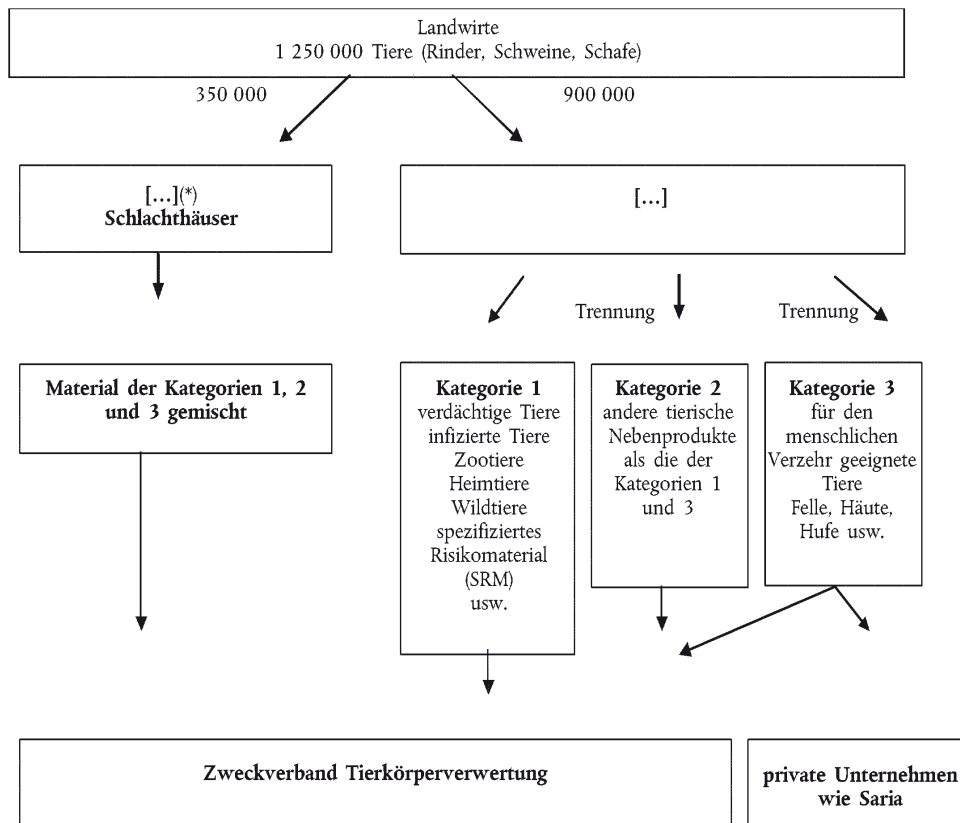 Landwirte
1 250 000 Tiere (Rinder, Schweine, Schafe)
350 000
900 000
[...](*)
Schlachthäuser
[...]
Trennung
Trennung
Material der Kategorien 1, 2
und 3 gemischt
Kategorie 1
verdächtige Tiere
infizierte Tiere
Zootiere
Heimtiere
Wildtiere
spezifiziertes
Risikomaterial
(SRM)
usw.
Kategorie 2
andere tierische
Nebenprodukte
als die der
Kategorien 1
und 3
Kategorie 3
für den
menschlichen
Verzehr geeignete
Tiere
Felle, Häute,
Hufe usw.
Zweckverband Tierkörperverwertung
private Unternehmen
wie Saria